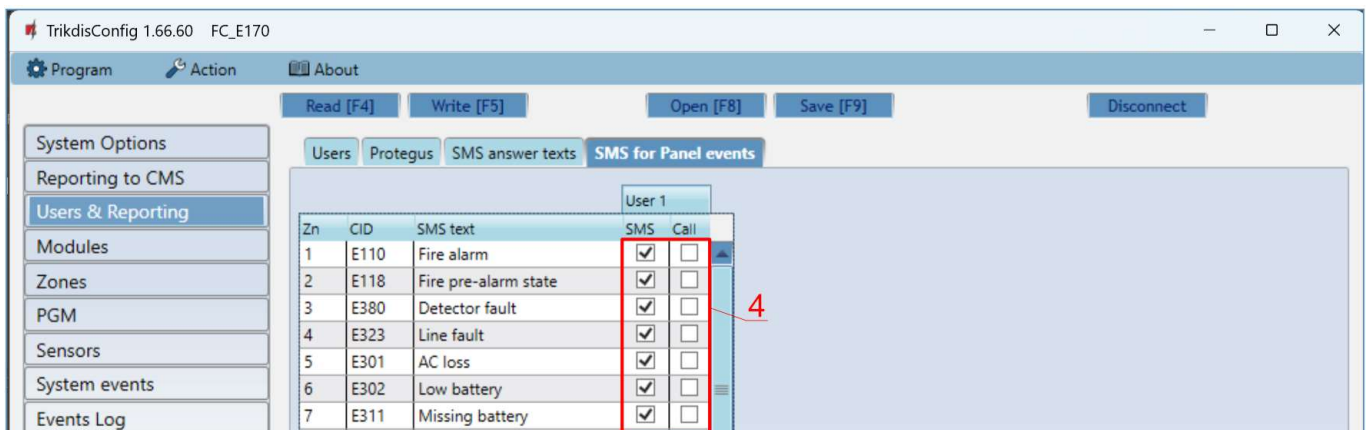 TrikdisConfig 1.66.60 FC_E170
Program Action About
Read [F4] Write [F5] Open [F8] Save [F9] Disconnect
System Options
Reporting to CMS
Users & Reporting
Modules
Zones
PGM
Sensors
System events
Events Log
Users Protegus SMS answer texts SMS for Panel events
User 1
Zn CID SMS text SMS Call
1 E110 Fire alarm
2 E118 Fire pre-alarm state
3 E380 Detector fault
4 E323 Line fault
5 E301 AC loss
6 E302 Low battery
7 E311 Missing battery
4